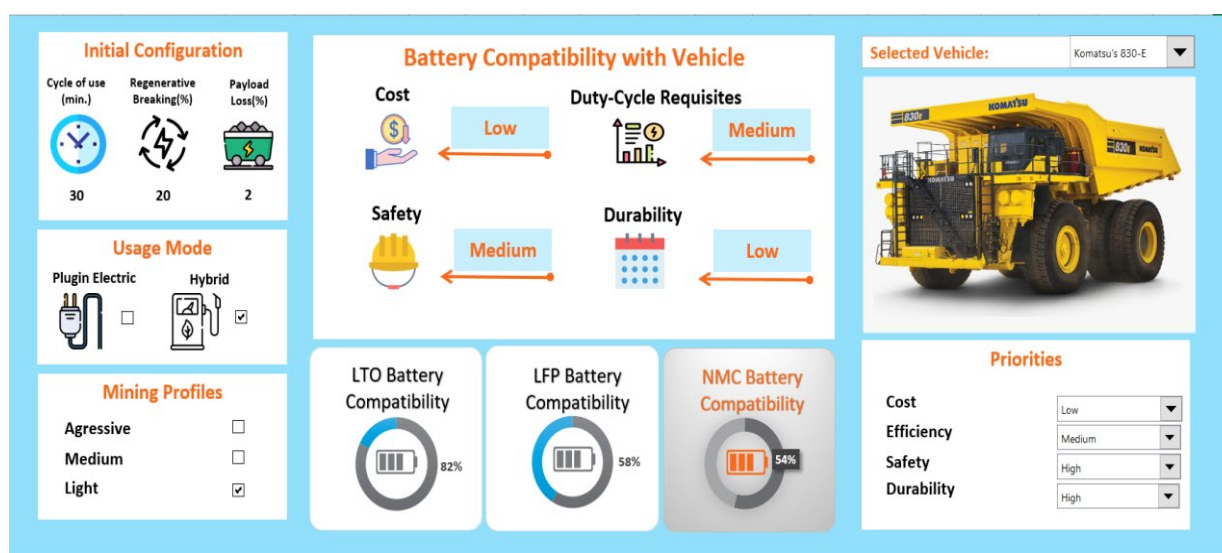 Initial Configuration
Cycle of use
(min.)
Regenerative
Breaking(%)
Payload
Loss(%)
30
20
2
Usage Mode
Plugin Electric
Hybrid
Mining Profiles
Agressive
Medium
Light
Battery Compatibility with Vehicle
Cost
Low
Duty-Cycle Requisites
Medium
Safety
Medium
Durability
Low
LTO Battery
Compatibility
82%
LFP Battery
Compatibility
58%
NMC Battery
Compatibility
54%
Selected Vehicle:
Komatsu's 830-E
KOMATSU
830E
830E
KOMATSU
KOMATSU
Priorities
Cost
Low
Efficiency
Medium
Safety
High
Durability
High